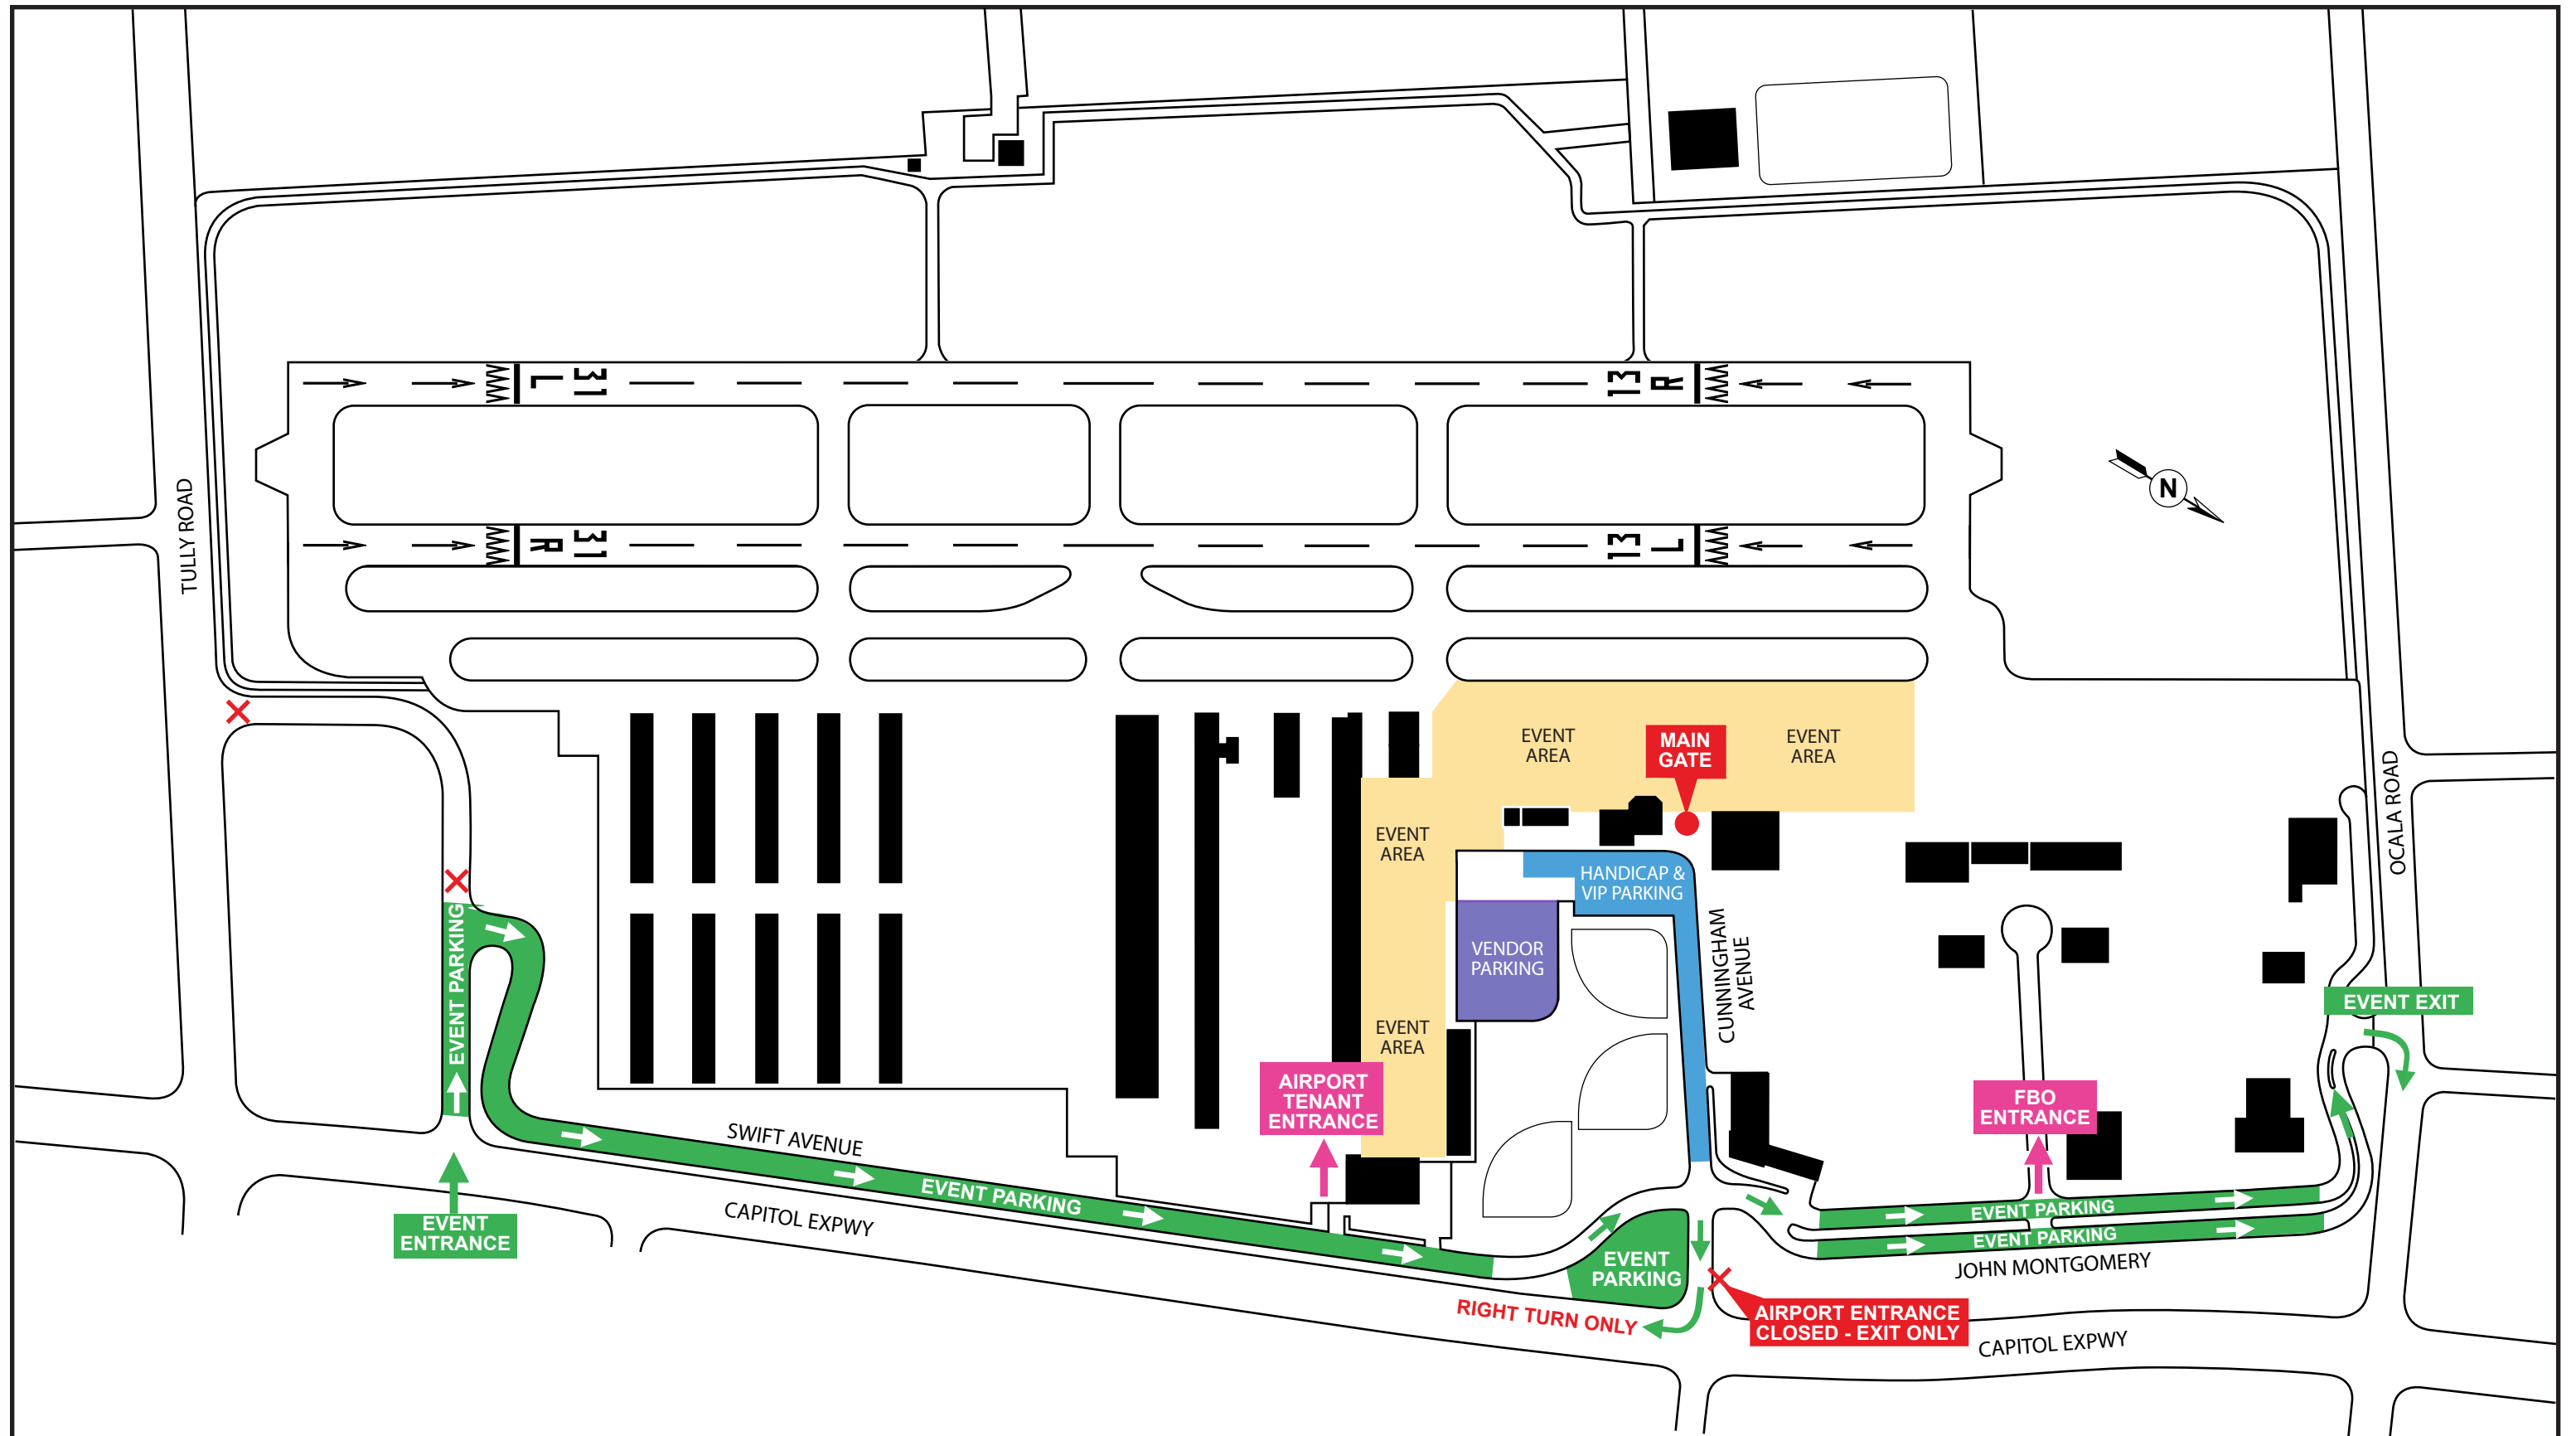 31
L
13
R
N
TULLY ROAD
31
R
13
L
EVENT
AREA
MAIN
GATE
EVENT
AREA
OCALA ROAD
EVENT
AREA
HANDICAP &
VIP PARKING
EVENT PARKING
VENDOR
PARKING
CUNNINGHAM
AVENUE
EVENT EXIT
EVENT
AREA
AIRPORT
TENANT
ENTRANCE
FBO
ENTRANCE
SWIFT AVENUE
EVENT PARKING
CAPITOL EXPWY
EVENT
ENTRANCE
EVENT PARKING
EVENT PARKING
EVENT
PARKING
JOHN MONTGOMERY
RIGHT TURN ONLY
AIRPORT ENTRANCE
CLOSED - EXIT ONLY
CAPITOL EXPWY